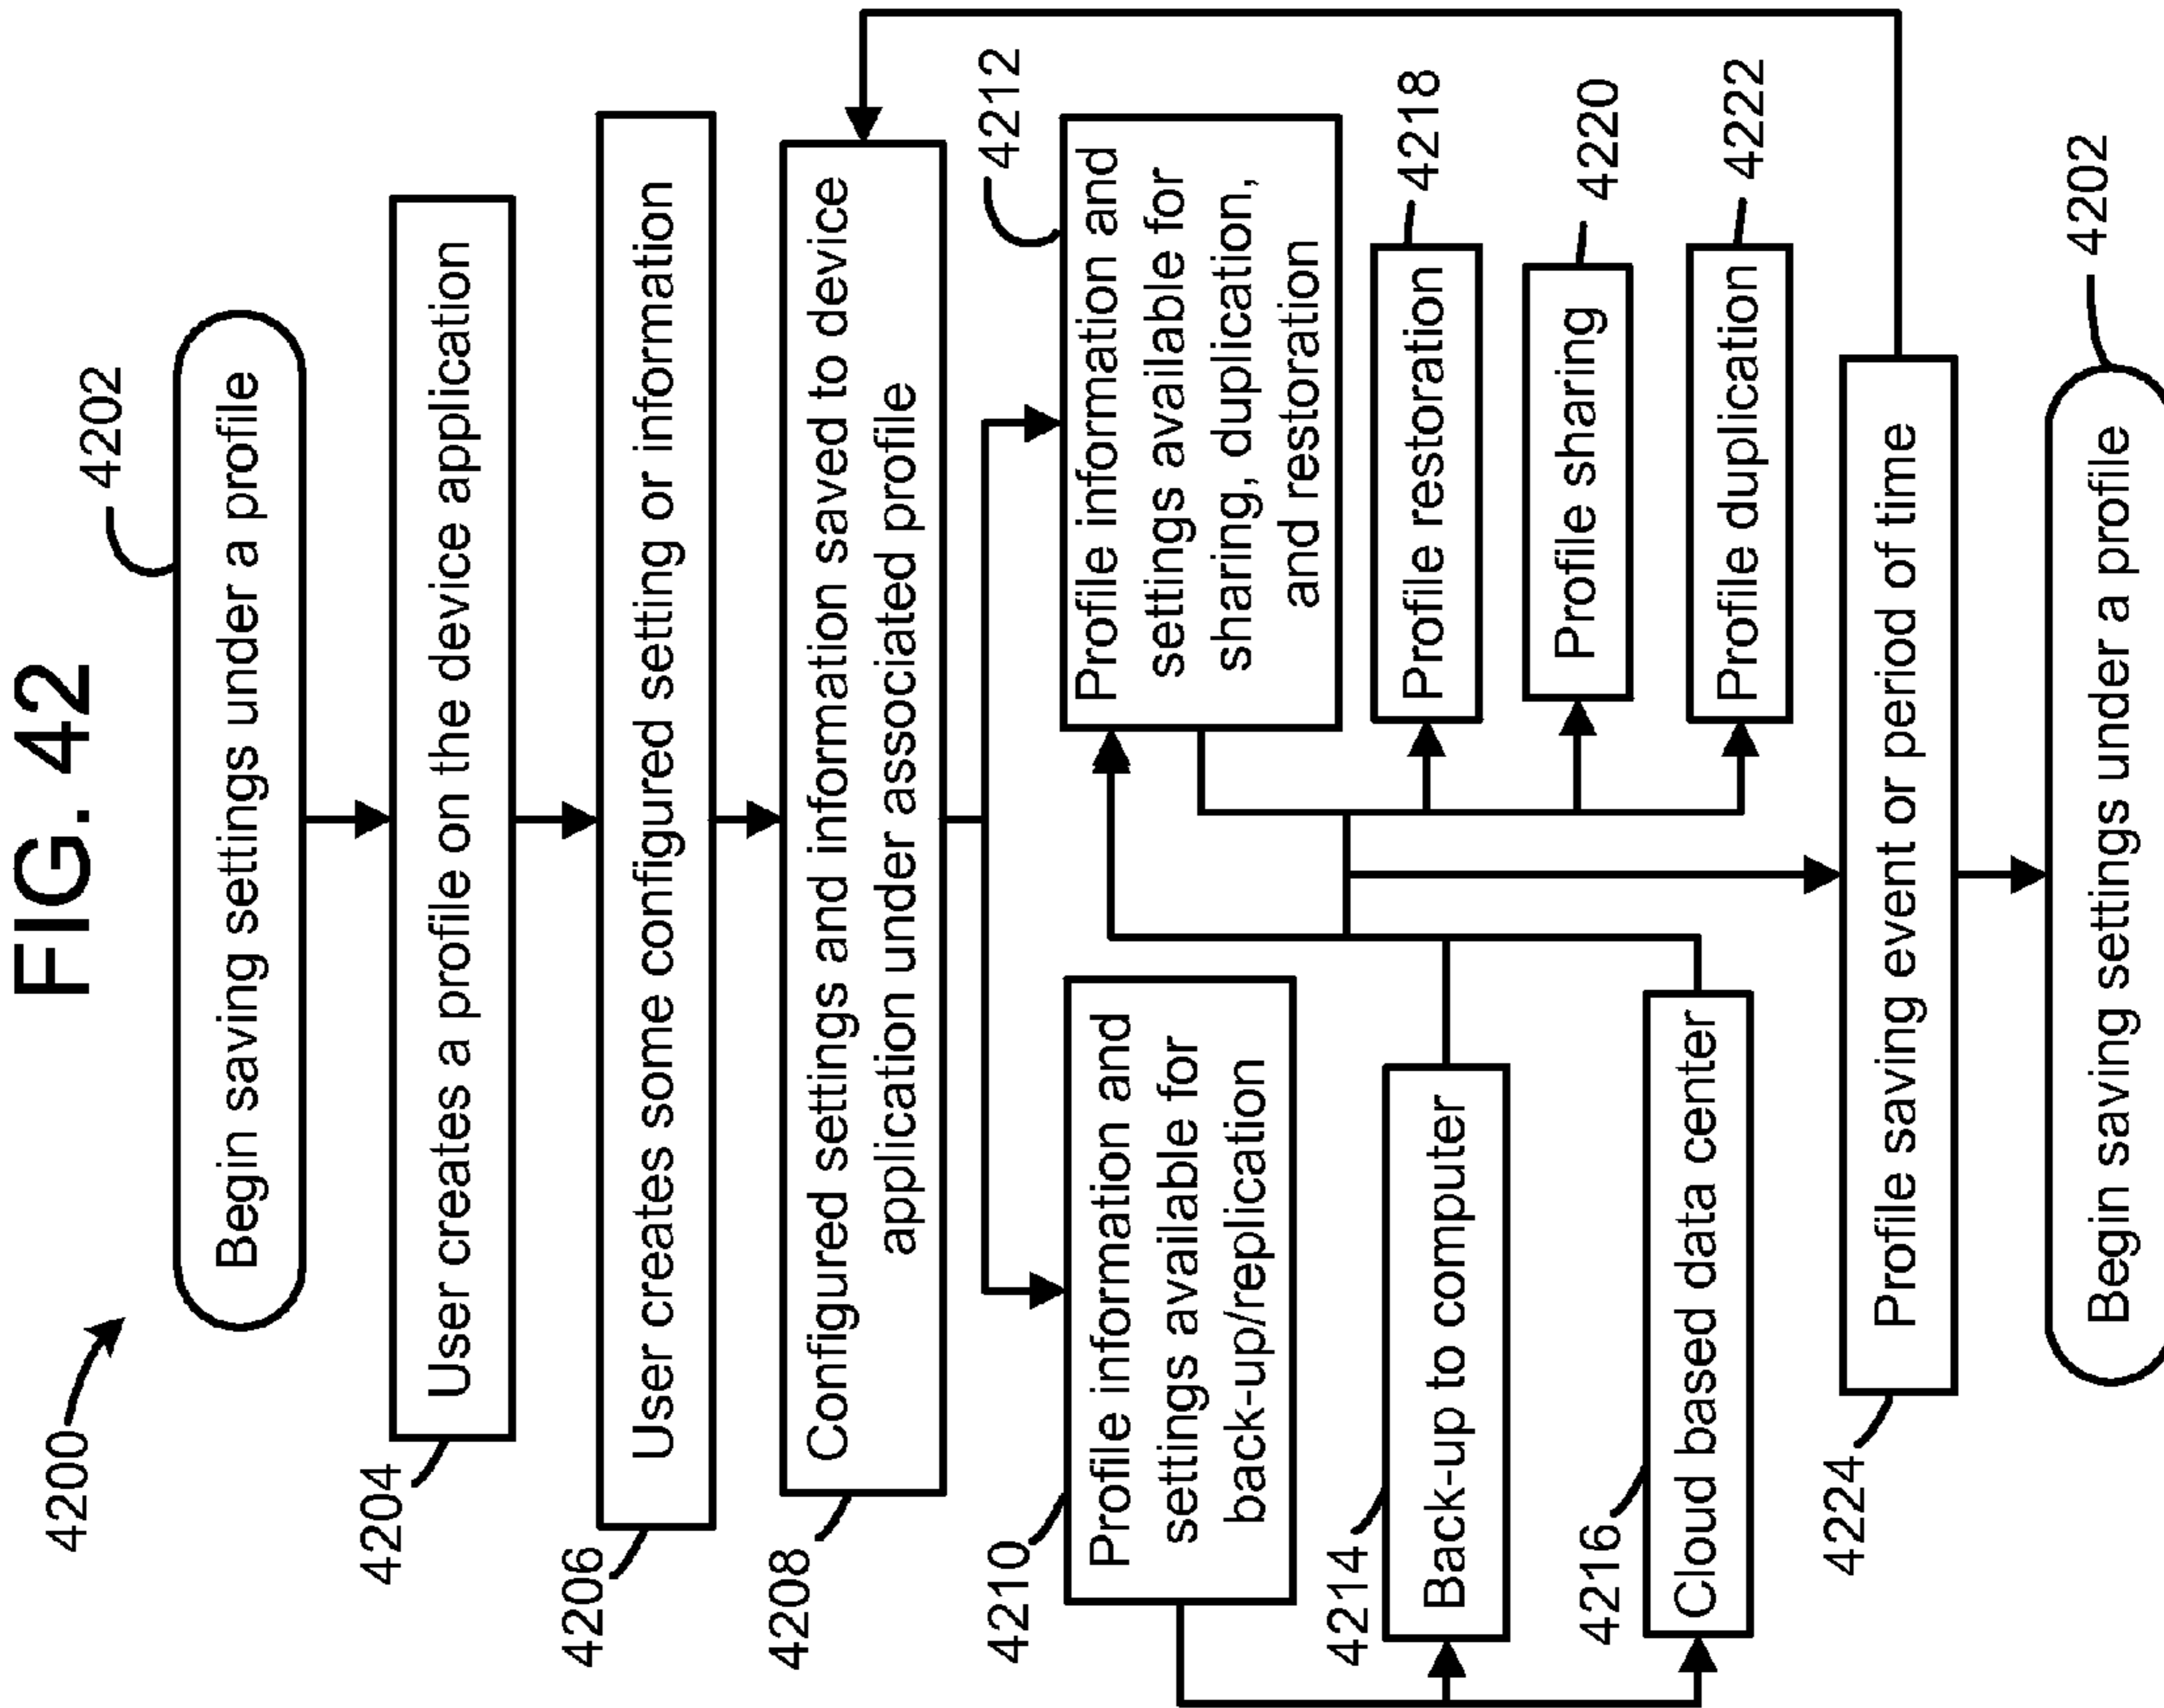 FIG. 42
4200
4202
Begin saving settings under a profile
4204
User creates a profile on the device application
4206
User creates some configured setting or information
4208
Configured settings and information saved to device
application under associated profile
4210
Profile information and
settings available for
back-up/replication
4212
Profile information and
settings available for
sharing, duplication,
and restoration
4214
Back-up to computer
4218
Profile restoration
4216
Cloud based data center
4220
Profile sharing
4222
Profile duplication
4224
Profile saving event or period of time
4202
Begin saving settings under a profile